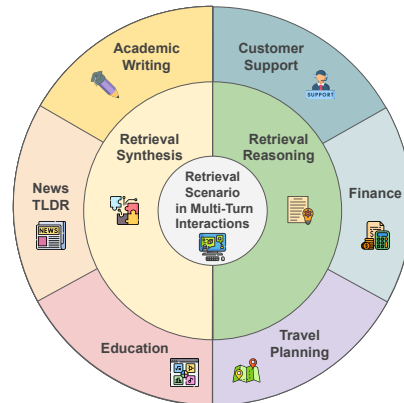 Academic
Writing
Customer
Support
SUPPORT
Retrieval
Synthesis
Retrieval
Reasoning
News
TLDR
NEWS
Retrieval
Scenario
in Multi-Turn
Interactions
Finance
Education
Travel
Planning